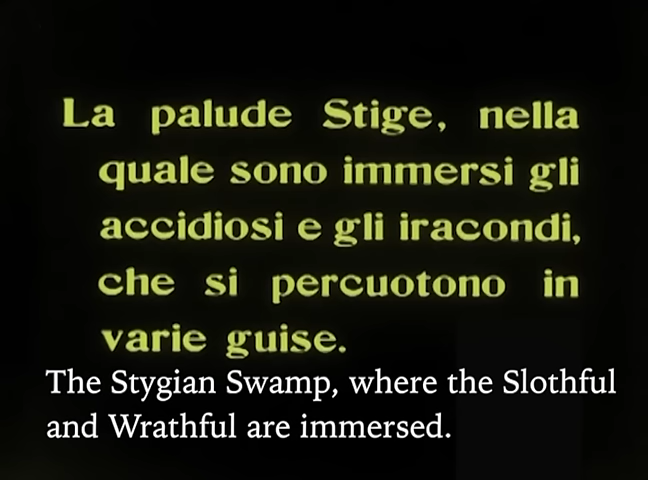 La palude Stige, nella
quale sono immersi gli
accidiosi e gli iracondi,
che si percuotono in
varie guise.
The Stygian Swamp, where the Slothful
and Wrathful are immersed.